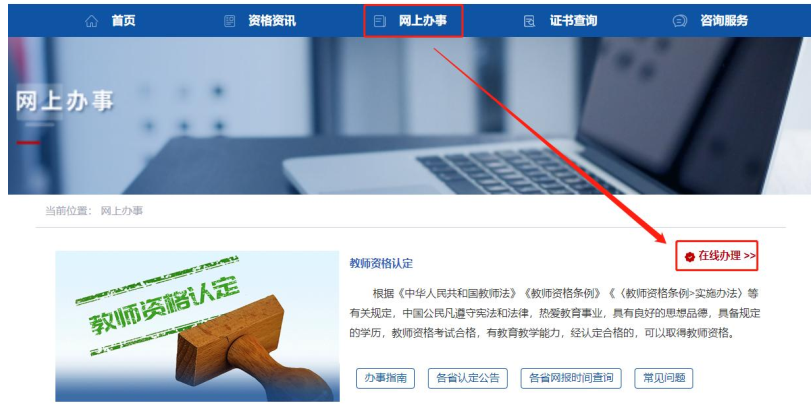 首页 资格资讯 网上办事 证书查询 咨询服务
网上办事
当前位置： 网上办事
教师资格认定
教师资格认定
在线办理 >>
根据《中华人民共和国教师法》《教师资格条例》《〈教师资格条例>实施办法〉等
有关规定，中国公民凡遵守宪法和法律，热爱教育事业，具有良好的思想品德，具备规定
的学历，教师资格考试合格，有教育教学能力，经认定合格的，可以取得教师资格。
办事指南 各省认定公告 各省网报时间查询 常见问题